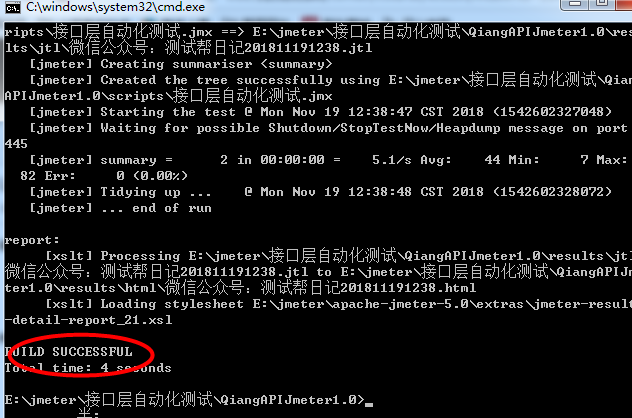 C:\windows\system32\cmd.exe
ripts\接口层自动化测试.jmx ==> E:\jmeter\接口层自动化测试\QiangAPIJmeter1.0\resu
lts\jtl\微信公众号：测试帮日记201811191238.jtl
[jmeter] Creating summariser <summary>
[jmeter] Created the tree successfully using E:\jmeter\接口层自动化测试\Qiang
APIJmeter1.0\scripts\接口层自动化测试.jmx
[jmeter] Starting the test @ Mon Nov 19 12:38:47 CST 2018 (1542602327048)
[jmeter] Waiting for possible Shutdown/StopTestNow/Heapdump message on port
445
[jmeter] summary = 2 in 00:00:00 = 5.1/s Avg: 44 Min: 7 Max:
82 Err: 0 (0.00%)
[jmeter] Tidying up ... @ Mon Nov 19 12:38:48 CST 2018 (1542602328072)
[jmeter] ... end of run
report:
[xslt] Processing E:\jmeter\接口层自动化测试\QiangAPIJmeter1.0\results\jtl
微信公众号：测试帮日记201811191238.jtl to E:\jmeter\接口层自动化测试\QiangAPIJm
ter1.0\results\html\微信公众号：测试帮日记201811191238.html
[xslt] Loading stylesheet E:\jmeter\apache-jmeter-5.0\extras\jmeter-result
-detail-report_21.xsl
BUILD SUCCESSFUL
Total time: 4 seconds
E:\jmeter\接口层自动化测试\QiangAPIJmeter1.0>_